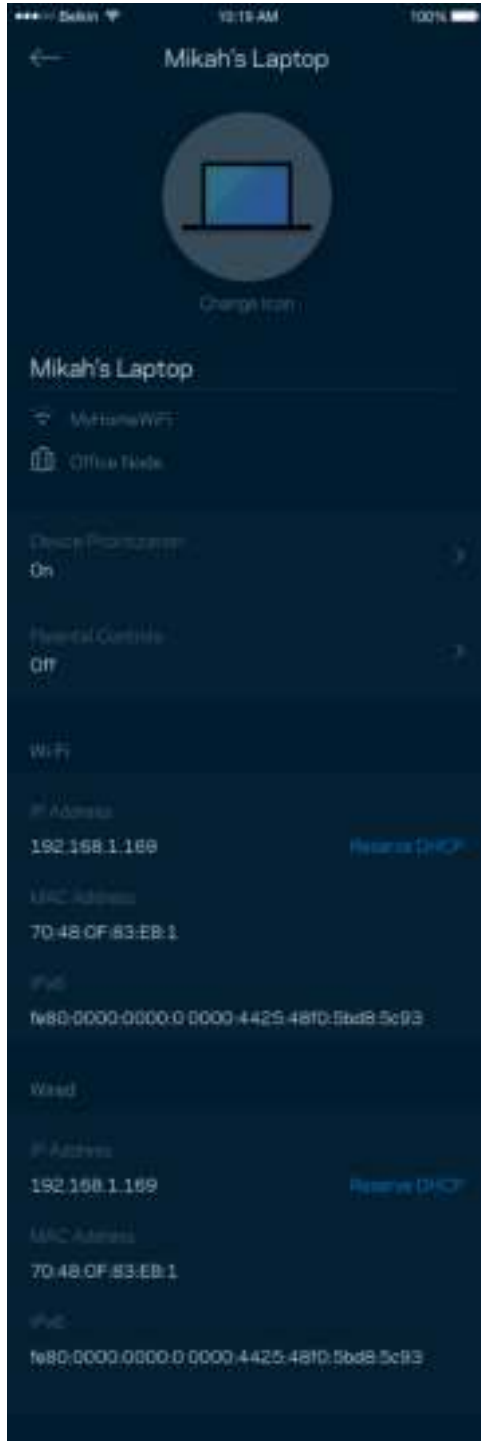 Belkin 10:19 AM 100%
Mikah's Laptop
Change Icon
Mikah's Laptop
MyHomeWiFi
Office Node
Device Prioritization
On
Parental Controls
Off
Wi-Fi
IP Address
192.168.1.169 Reserve DHCP
MAC Address
70:48:0F:83:EB:1
IPv6
fe80:0000:0000:0:0000:4425:48f0:5bd8:5c93
Wired
IP Address
192.168.1.169 Reserve DHCP
MAC Address
70:48:0F:83:EB:1
IPv6
fe80:0000:0000:0:0000:4425:48f0:5bd8:5c93